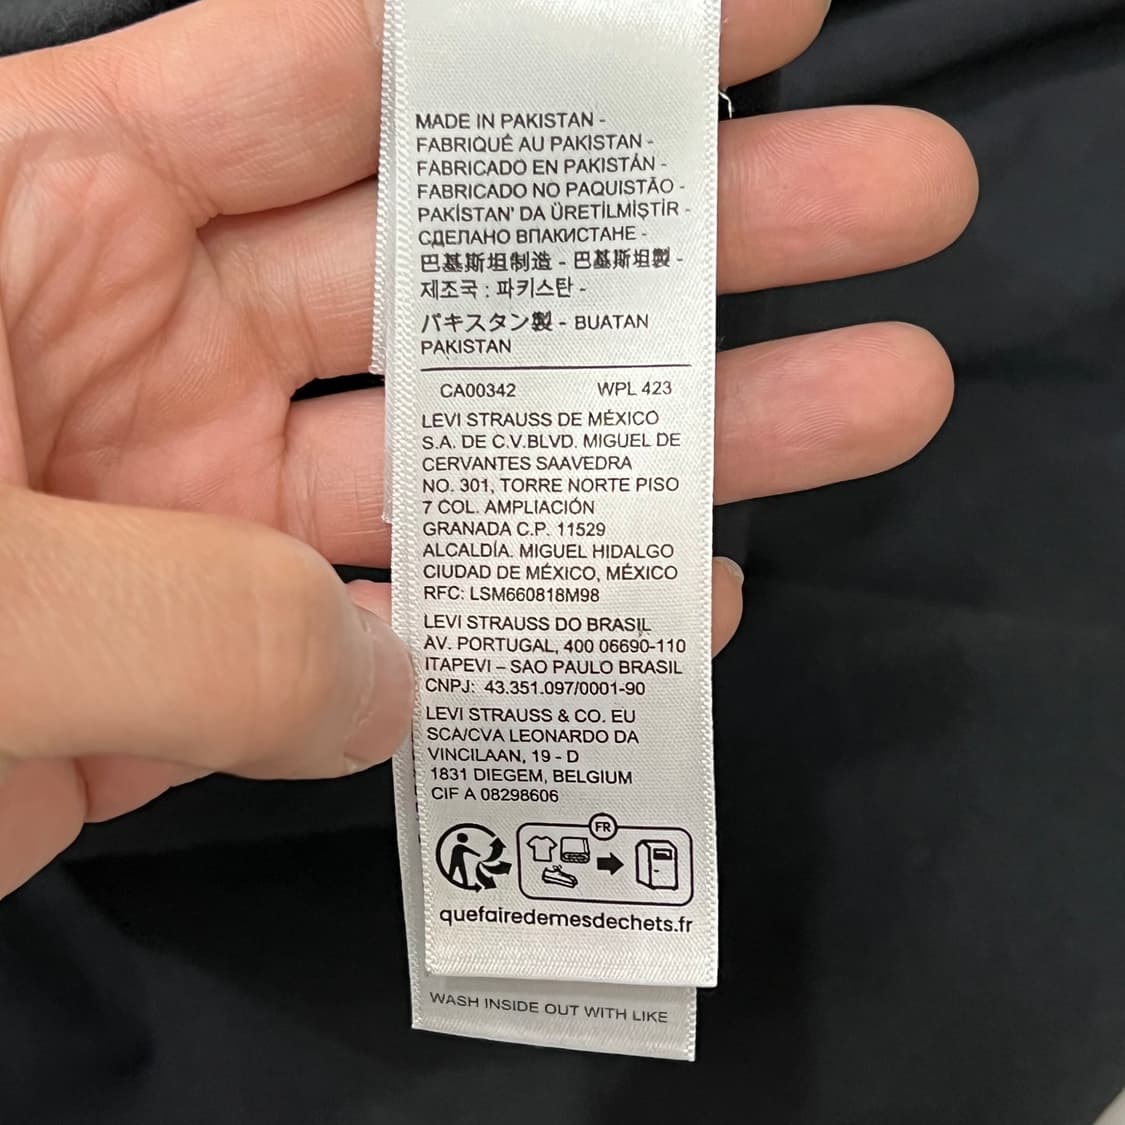 MADE IN PAKISTAN -
FABRIQUÉ AU PAKISTAN -
FABRICADO EN PAKISTÁN -
FABRICADO NO PAQUISTÃO -
PAKİSTAN' DA ÜRETİLMİŞTİR -
СДЕЛАНО ВПАКИСТАНЕ -
巴基斯坦制造 - 巴基斯坦製 -
제조국 : 파키스탄 -
パキスタン製 - BUATAN
PAKISTAN
CA00342 WPL 423
LEVI STRAUSS DE MÉXICO
S.A. DE C.V.BLVD. MIGUEL DE
CERVANTES SAAVEDRA
NO. 301, TORRE NORTE PISO
7 COL. AMPLIACIÓN
GRANADA C.P. 11529
ALCALDÍA. MIGUEL HIDALGO
CIUDAD DE MÉXICO, MÉXICO
RFC: LSM660818M98
LEVI STRAUSS DO BRASIL
AV. PORTUGAL, 400 06690-110
ITAPEVI – SAO PAULO BRASIL
CNPJ: 43.351.097/0001-90
LEVI STRAUSS & CO. EU
SCA/CVA LEONARDO DA
VINCILAAN, 19 - D
1831 DIEGEM, BELGIUM
CIF A 08298606
FR
quefairedemesdechets.fr
WASH INSIDE OUT WITH LIKE